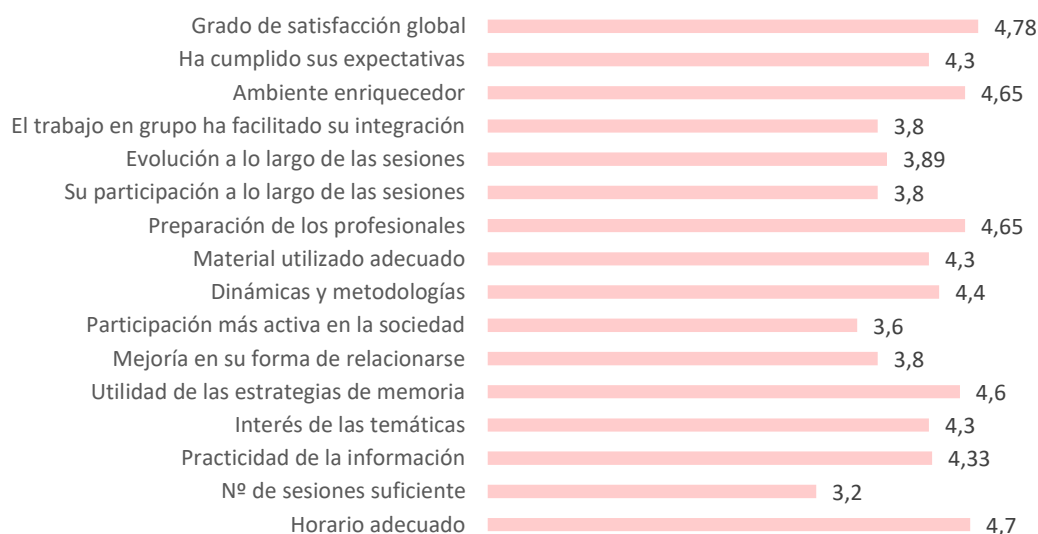 Grado de satisfacción global 4,78
Ha cumplido sus expectativas 4,3
Ambiente enriquecedor 4,65
El trabajo en grupo ha facilitado su integración 3,8
Evolución a lo largo de las sesiones 3,89
Su participación a lo largo de las sesiones 3,8
Preparación de los profesionales 4,65
Material utilizado adecuado 4,3
Dinámicas y metodologías 4,4
Participación más activa en la sociedad 3,6
Mejoría en su forma de relacionarse 3,8
Utilidad de las estrategias de memoria 4,6
Interés de las temáticas 4,3
Practicidad de la información 4,33
Nº de sesiones suficiente 3,2
Horario adecuado 4,7